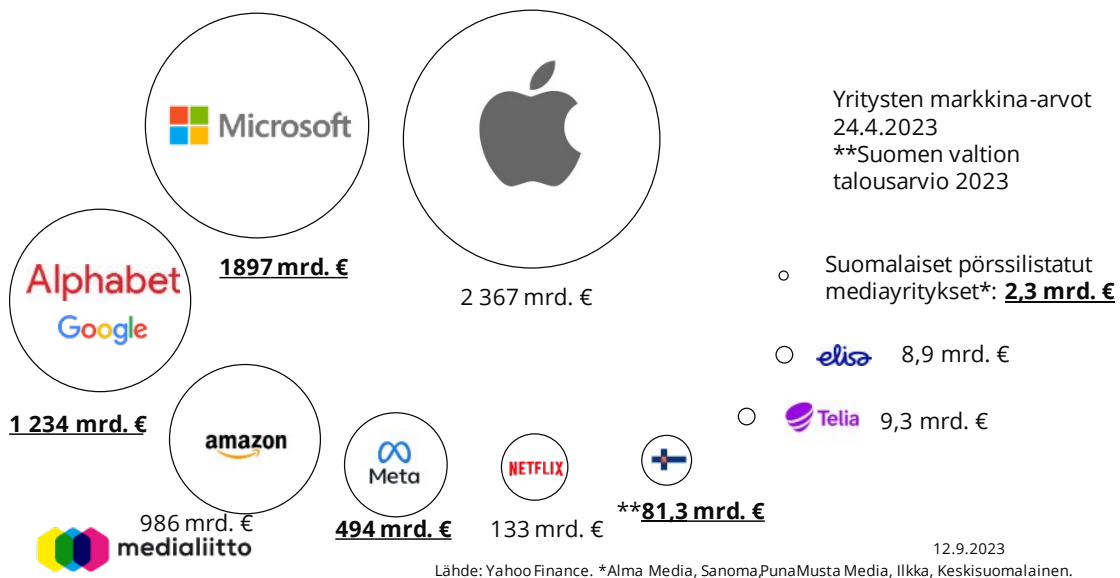 Microsoft
Yritysten markkina-arvot
24.4.2023
**Suomen valtion
talousarvio 2023
1897 mrd. €
2 367 mrd. €
Alphabet
Google
1 234 mrd. €
Suomalaiset pörssilistatut
mediayritykset*: 2,3 mrd. €
elisa 8,9 mrd. €
Telia 9,3 mrd. €
amazon
986 mrd. €
Meta
494 mrd. €
NETFLIX
133 mrd. €
**81,3 mrd. €
medialiitto
12.9.2023
Lähde: Yahoo Finance. *Alma Media, Sanoma,PunaMusta Media, Ilkka, Keskisuomalainen.